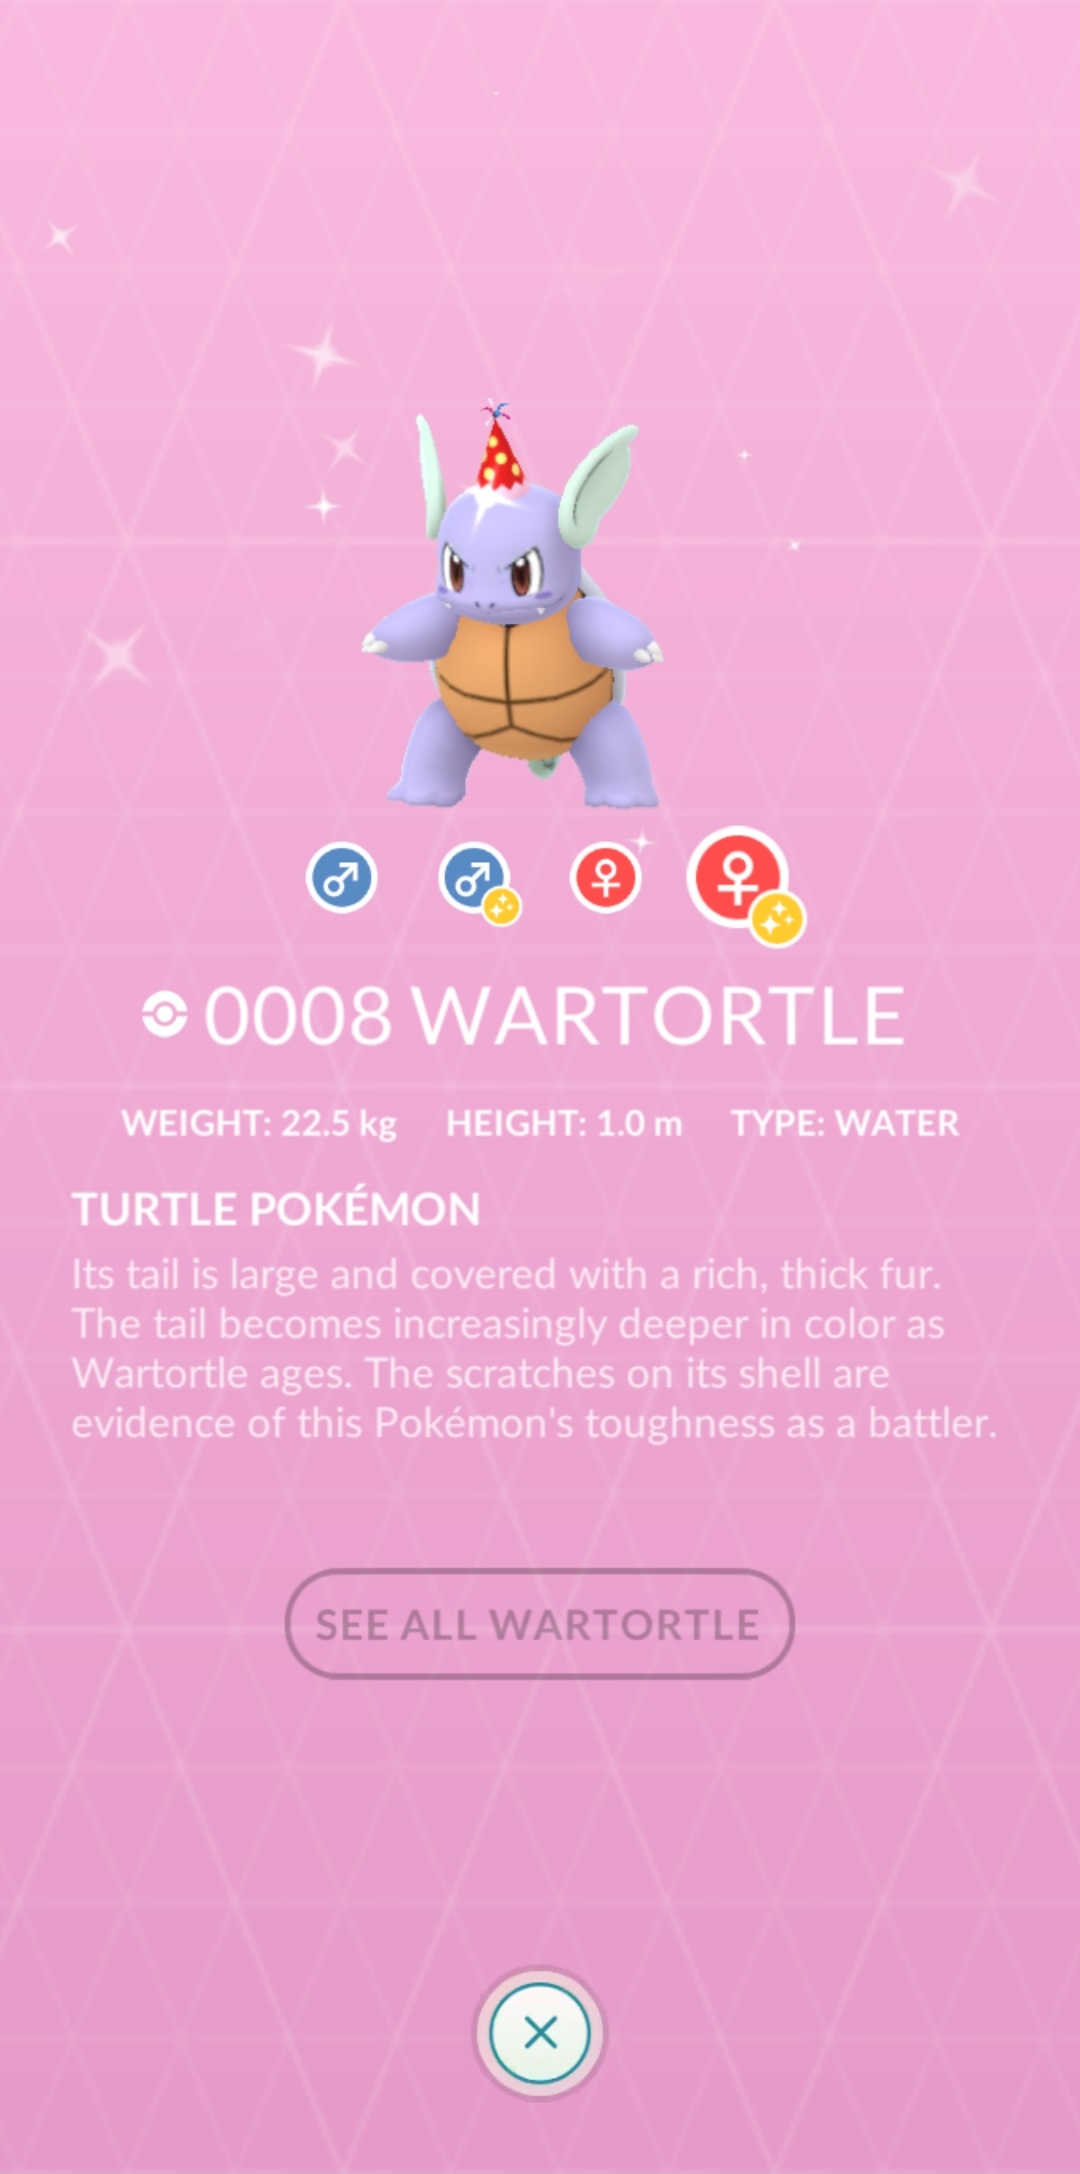 0008 WARTORTLE
WEIGHT: 22.5 kg HEIGHT: 1.0 m TYPE: WATER
TURTLE POKÉMON
Its tail is large and covered with a rich, thick fur.
The tail becomes increasingly deeper in color as
Wartortle ages. The scratches on its shell are
evidence of this Pokémon's toughness as a battler.
SEE ALL WARTORTLE